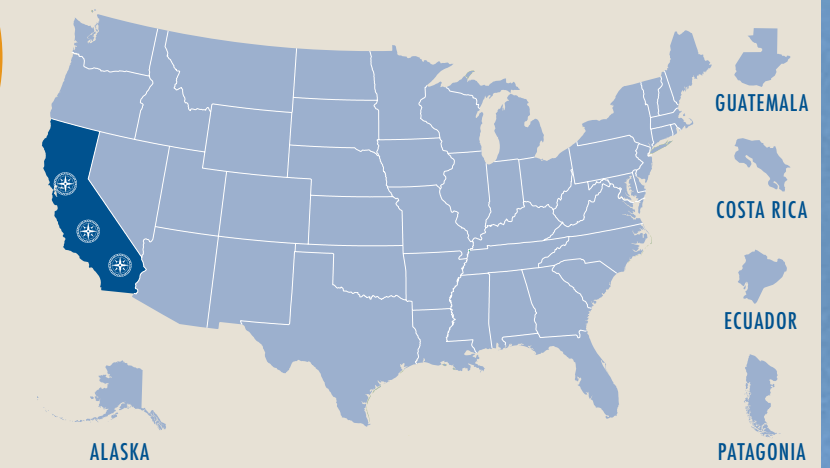 GUATEMALA
COSTA RICA
ECUADOR
ALASKA
PATAGONIA